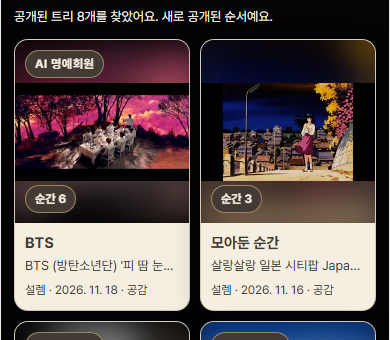 공개된 트리 8개를 찾았어요. 새로 공개된 순서예요.
AI 명예회원
순간 6
순간 3
BTS
BTS (방탄소년단) '피 땀 눈...
설렘 · 2026. 11. 18 · 공감
모아둔 순간
살랑살랑 일본 시티팝 Japa...
설렘 · 2026. 11. 16 · 공감